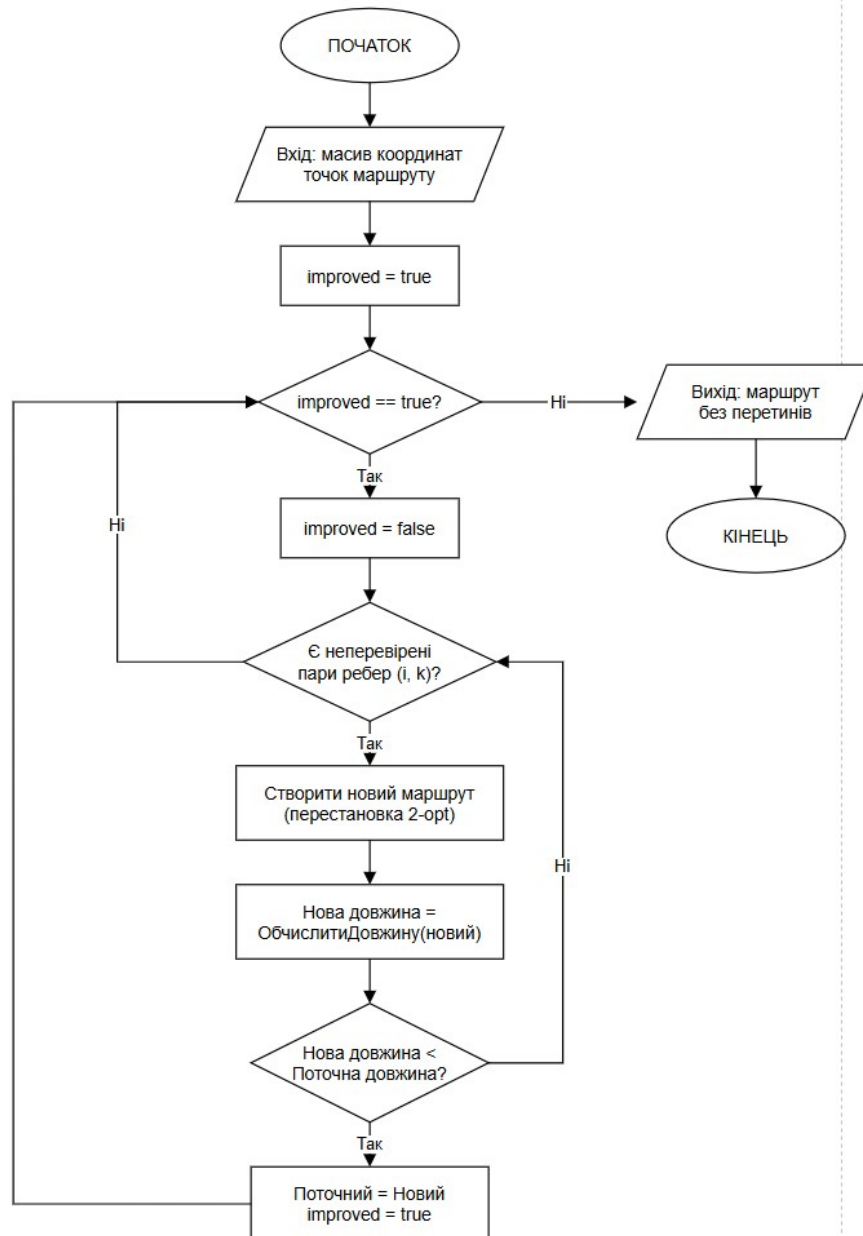 ПОЧАТОК
Вхід: масив координат
точок маршруту
improved = true
improved == true?
Ні
Вихід: маршрут
без перетинів
КІНЕЦЬ
Так
improved = false
Ні
Є неперевірені
пари ребер (i, k)?
Так
Створити новий маршрут
(перестановка 2-opt)
Нова довжина =
ОбчислитиДовжину(новий)
Ні
Нова довжина <
Поточна довжина?
Так
Поточний = Новий
improved = true